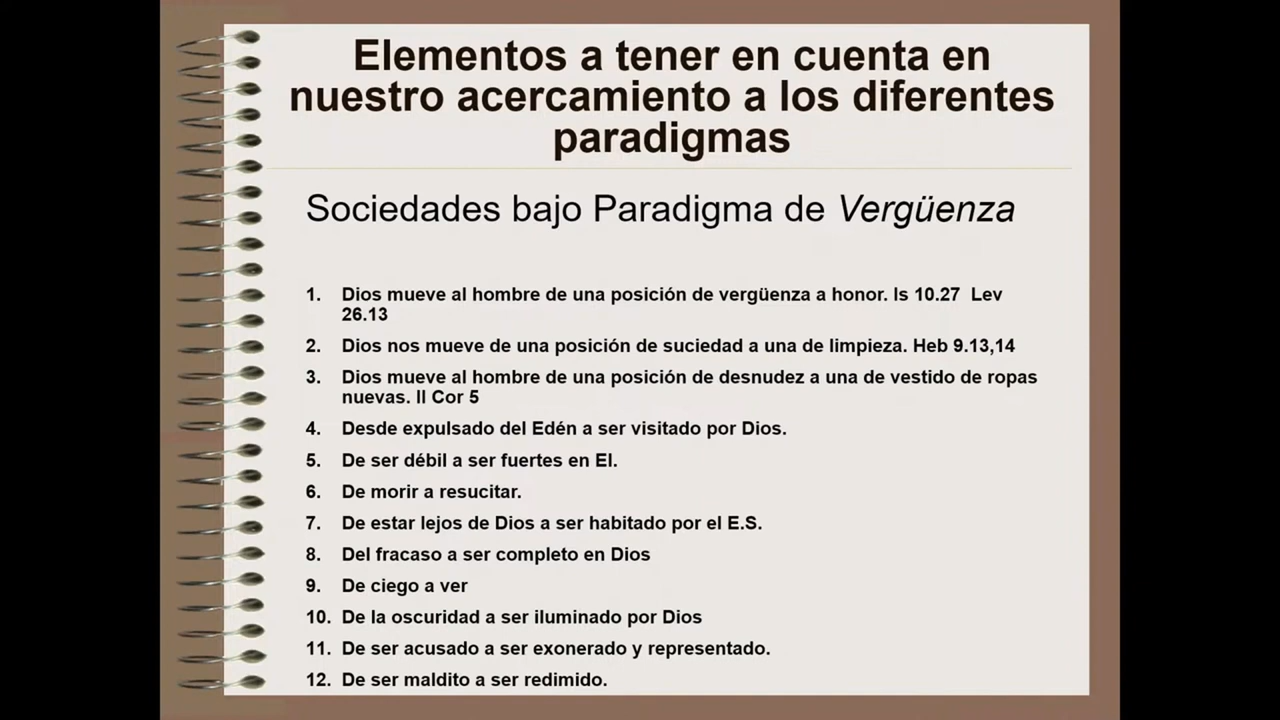 Elementos a tener en cuenta en
nuestro acercamiento a los diferentes
paradigmas
Sociedades bajo Paradigma de Vergüenza
1. Dios mueve al hombre de una posición de vergüenza a honor. Is 10.27 Lev
26.13
2. Dios nos mueve de una posición de suciedad a una de limpieza. Heb 9.13,14
3. Dios mueve al hombre de una posición de desnudez a una de vestido de ropas
nuevas. II Cor 5
4. Desde expulsado del Edén a ser visitado por Dios.
5. De ser débil a ser fuertes en El.
6. De morir a resucitar.
7. De estar lejos de Dios a ser habitado por el E.S.
8. Del fracaso a ser completo en Dios
9. De ciego a ver
10. De la oscuridad a ser iluminado por Dios
11. De ser acusado a ser exonerado y representado.
12. De ser maldito a ser redimido.